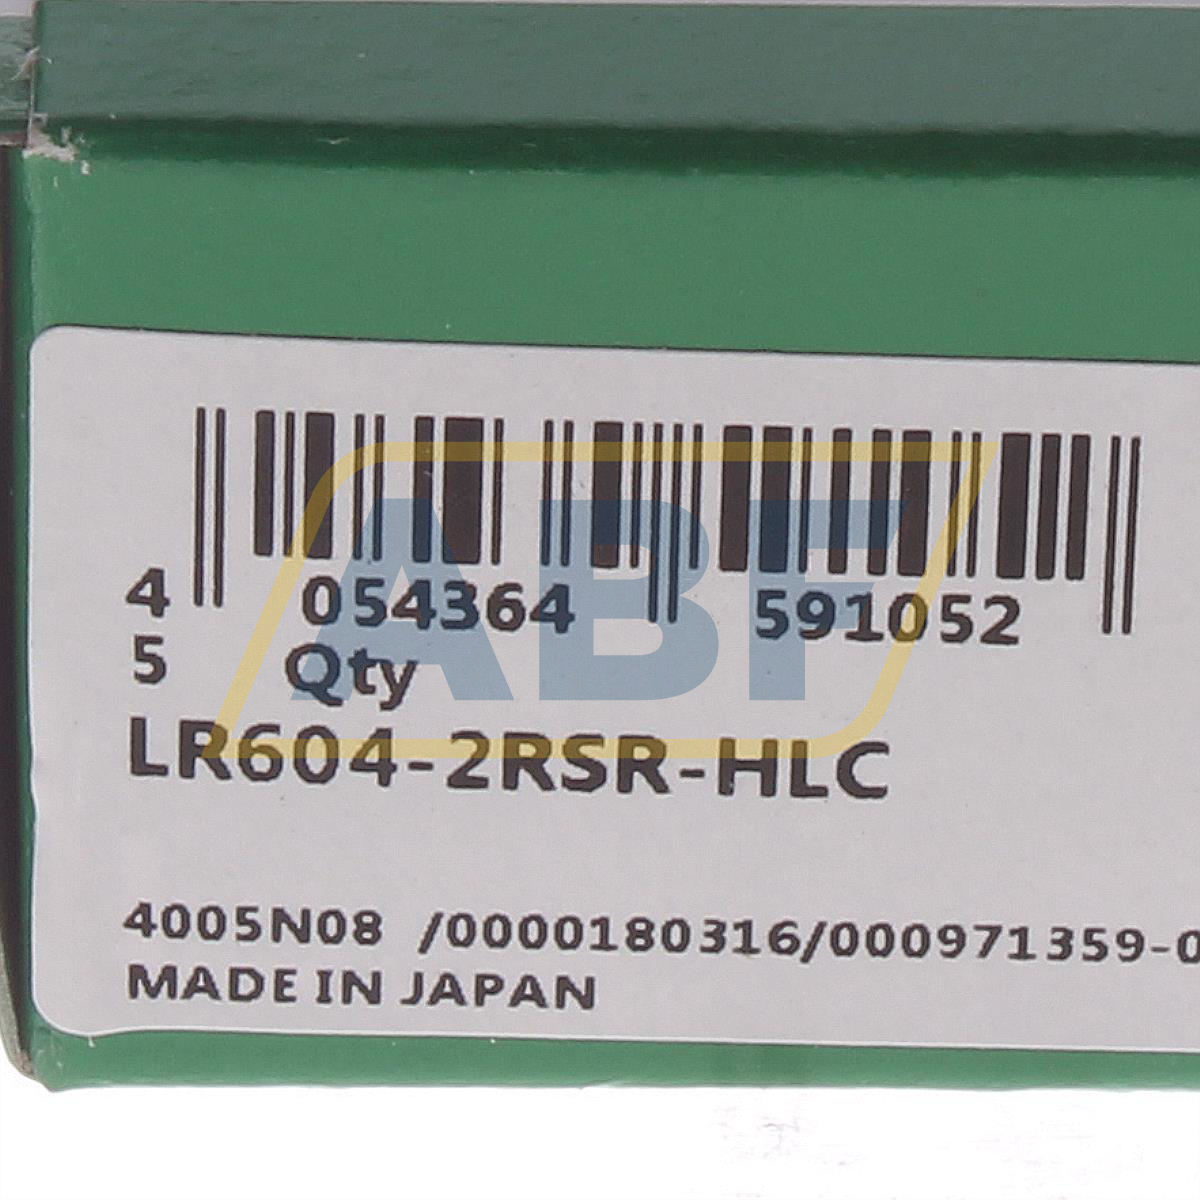 4 054364 591052
5 Qty
ABF
LR604-2RSR-HLC
4005N08 /0000180316/000971359-0
MADE IN JAPAN